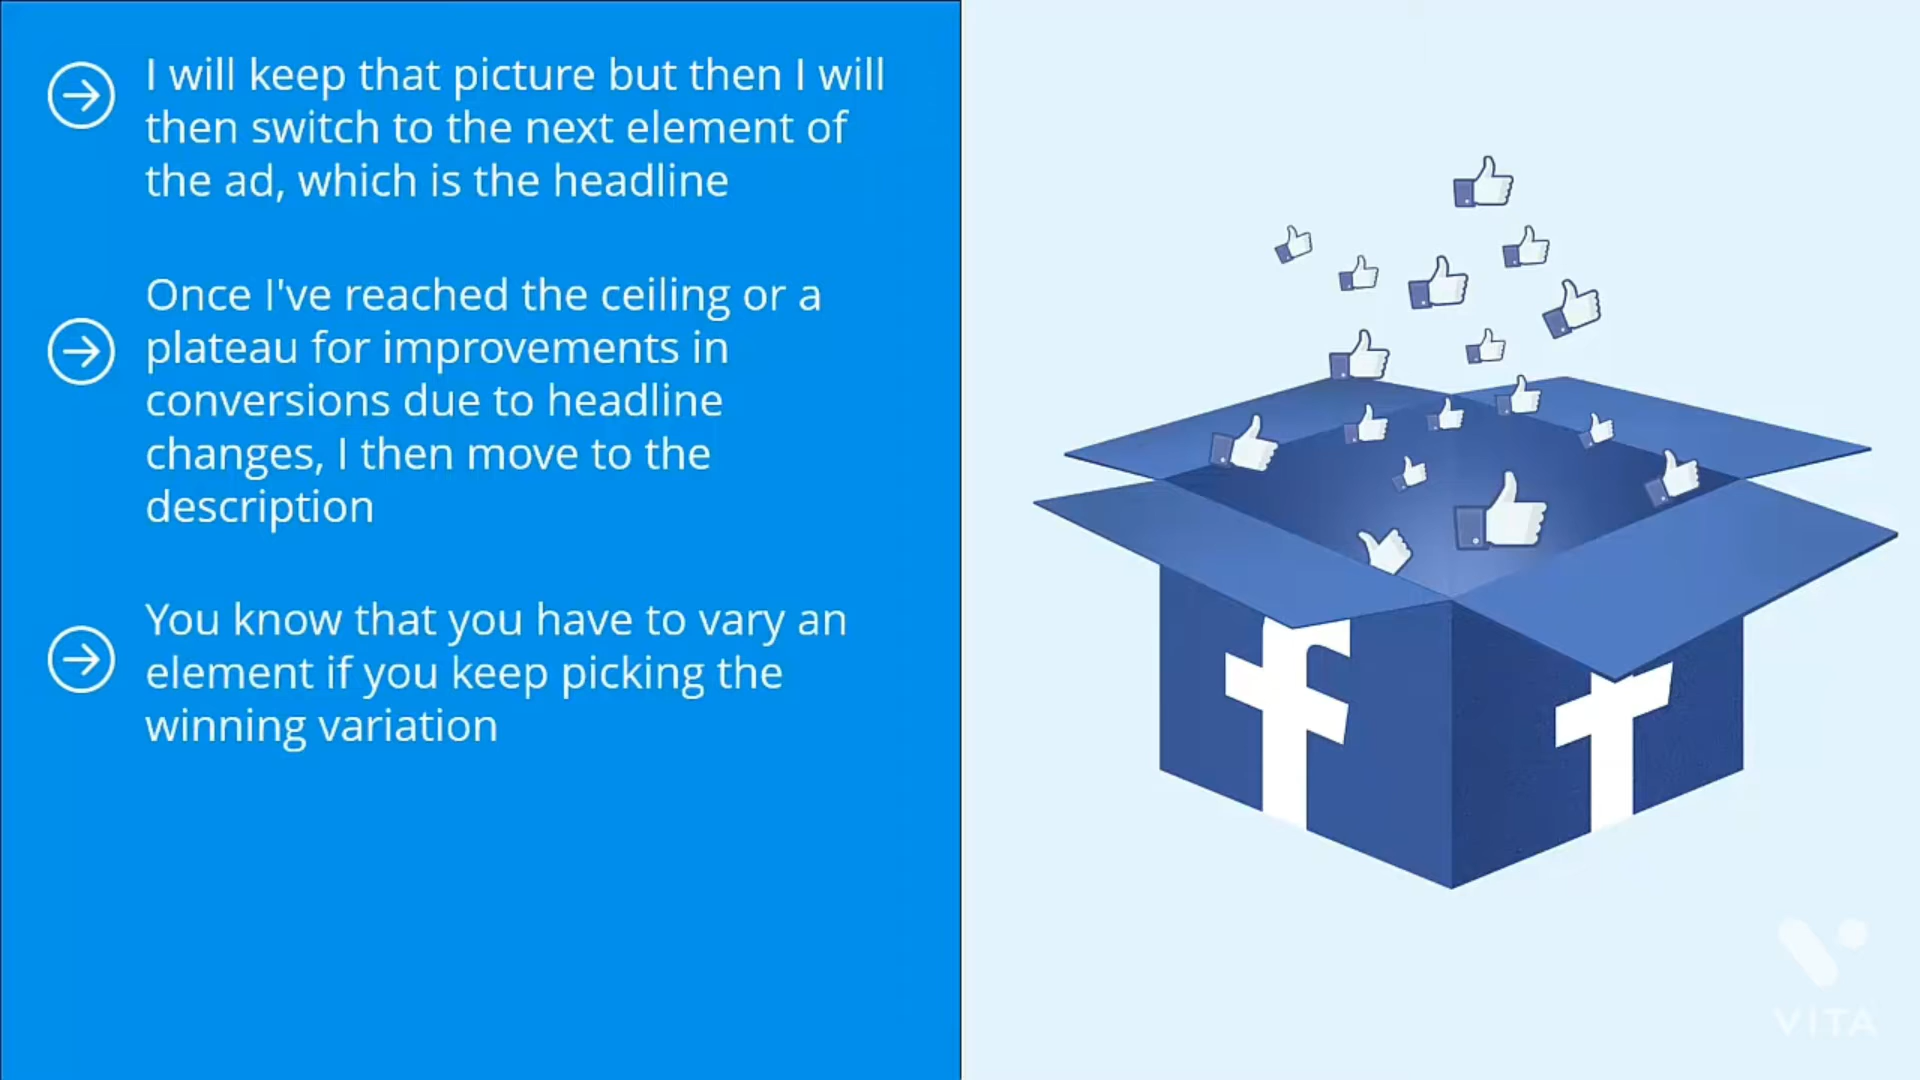 I will keep that picture but then I will
then switch to the next element of
the ad, which is the headline
Once I've reached the ceiling or a
plateau for improvements in
conversions due to headline
changes, I then move to the
description
You know that you have to vary an
element if you keep picking the
winning variation
f
f
VITA